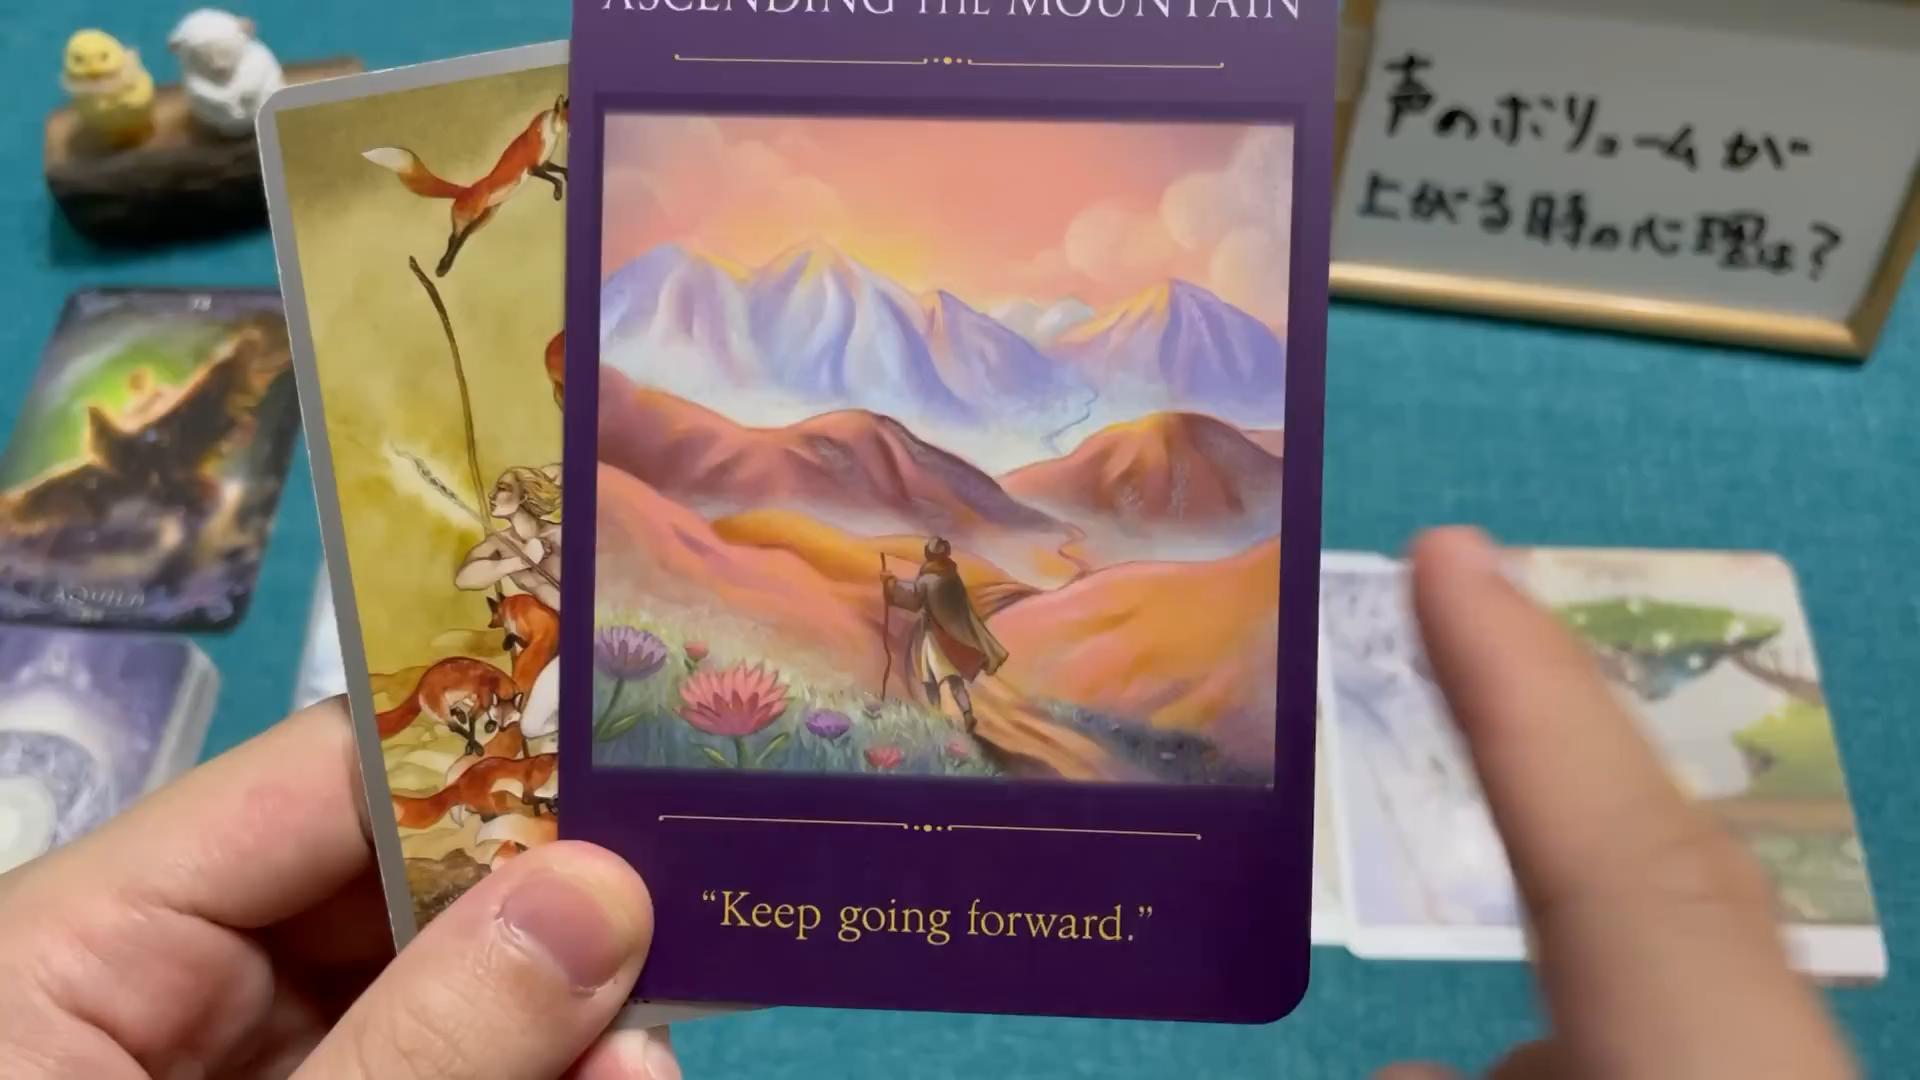 ASCENDING THE MOUNTAIN
声のボリュームが
上がる時の心理は?
AQUILA
“Keep going forward.”